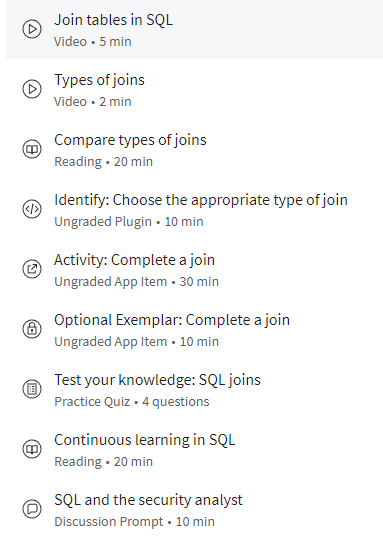 Join tables in SQL
Video • 5 min
Types of joins
Video • 2 min
Compare types of joins
Reading • 20 min
Identify: Choose the appropriate type of join
Ungraded Plugin • 10 min
Activity: Complete a join
Ungraded App Item • 30 min
Optional Exemplar: Complete a join
Ungraded App Item • 10 min
Test your knowledge: SQL joins
Practice Quiz • 4 questions
Continuous learning in SQL
Reading • 20 min
SQL and the security analyst
Discussion Prompt • 10 min